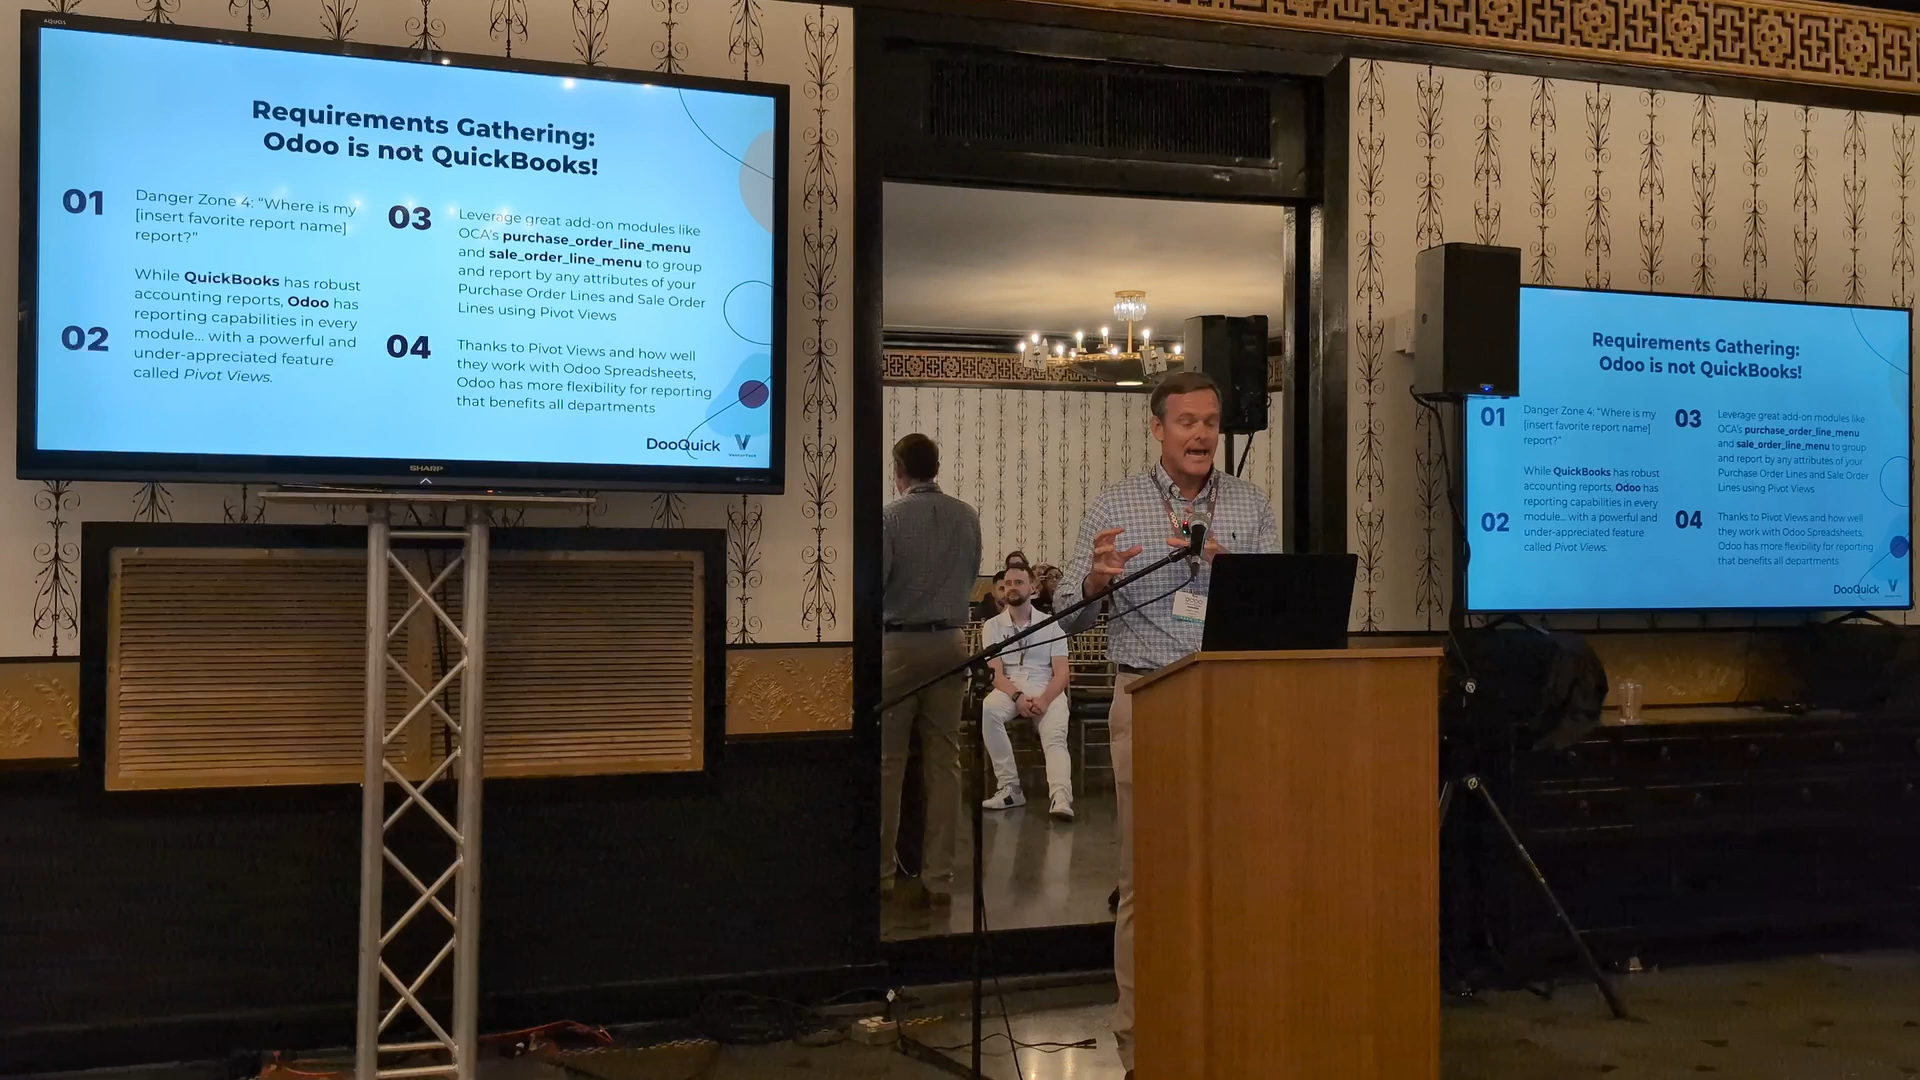 AQUOS
Requirements Gathering:
Odoo is not QuickBooks!
01
Danger Zone 4: “Where is my
[insert favorite report name]
report?”
02
While QuickBooks has robust
accounting reports, Odoo has
reporting capabilities in every
module... with a powerful and
under-appreciated feature
called Pivot Views.
03
Leverage great add-on modules like
OCA's purchase_order_line_menu
and sale_order_line_menu to group
and report by any attributes of your
Purchase Order Lines and Sale Order
Lines using Pivot Views
04
Thanks to Pivot Views and how well
they work with Odoo Spreadsheets,
Odoo has more flexibility for reporting
that benefits all departments
DooQuick
SHARP
Requirements Gathering:
Odoo is not QuickBooks!
01
Danger Zone 4: “Where is my
[insert favorite report name]
report?”
02
While QuickBooks has robust
accounting reports, Odoo has
reporting capabilities in every
module... with a powerful and
under-appreciated feature
called Pivot Views.
03
Leverage great add-on modules like
OCA's purchase_order_line_menu
and sale_order_line_menu to group
and report by any attributes of your
Purchase Order Lines and Sale Order
Lines using Pivot Views
04
Thanks to Pivot Views and how well
they work with Odoo Spreadsheets,
Odoo has more flexibility for reporting
that benefits all departments
DooQuick